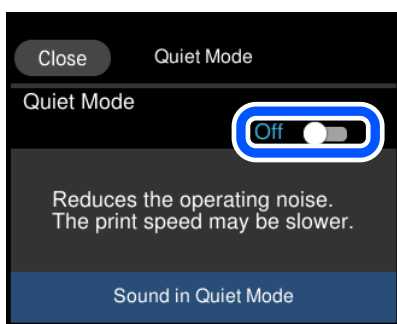 Close
Quiet Mode
Quiet Mode
Off
Reduces the operating noise.
The print speed may be slower.
Sound in Quiet Mode